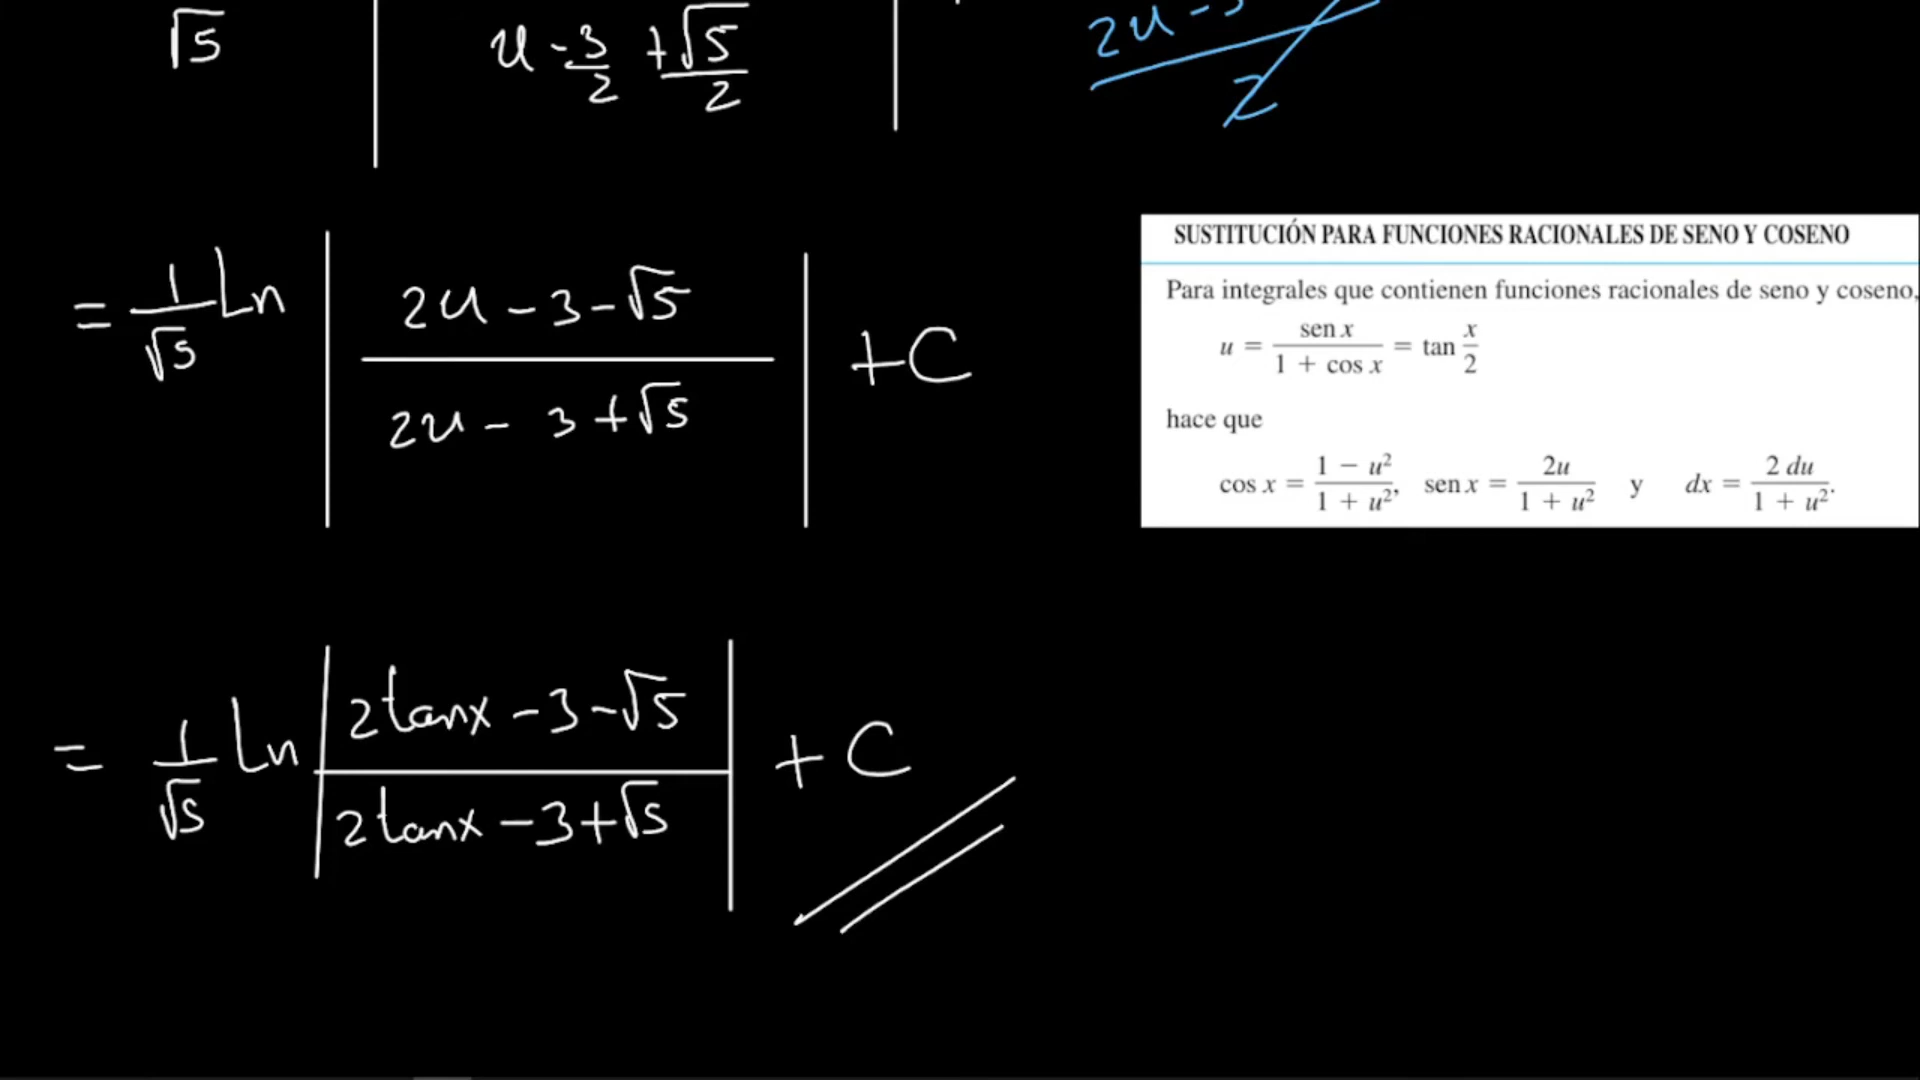 √5
u - 3/2 + √5/2
2u - 3
2
= 1/√5 Ln | (2u - 3 - √5) / (2u - 3 + √5) | + C
SUSTITUCIÓN PARA FUNCIONES RACIONALES DE SENO Y COSENO
Para integrales que contienen funciones racionales de seno y coseno,
u = sen x / (1 + cos x) = tan x/2
hace que
cos x = (1 − u²)/(1 + u²), sen x = 2u/(1 + u²) y dx = 2 du/(1 + u²).
= 1/√5 Ln | (2tanx - 3 - √5) / (2tanx - 3 + √5) | + C